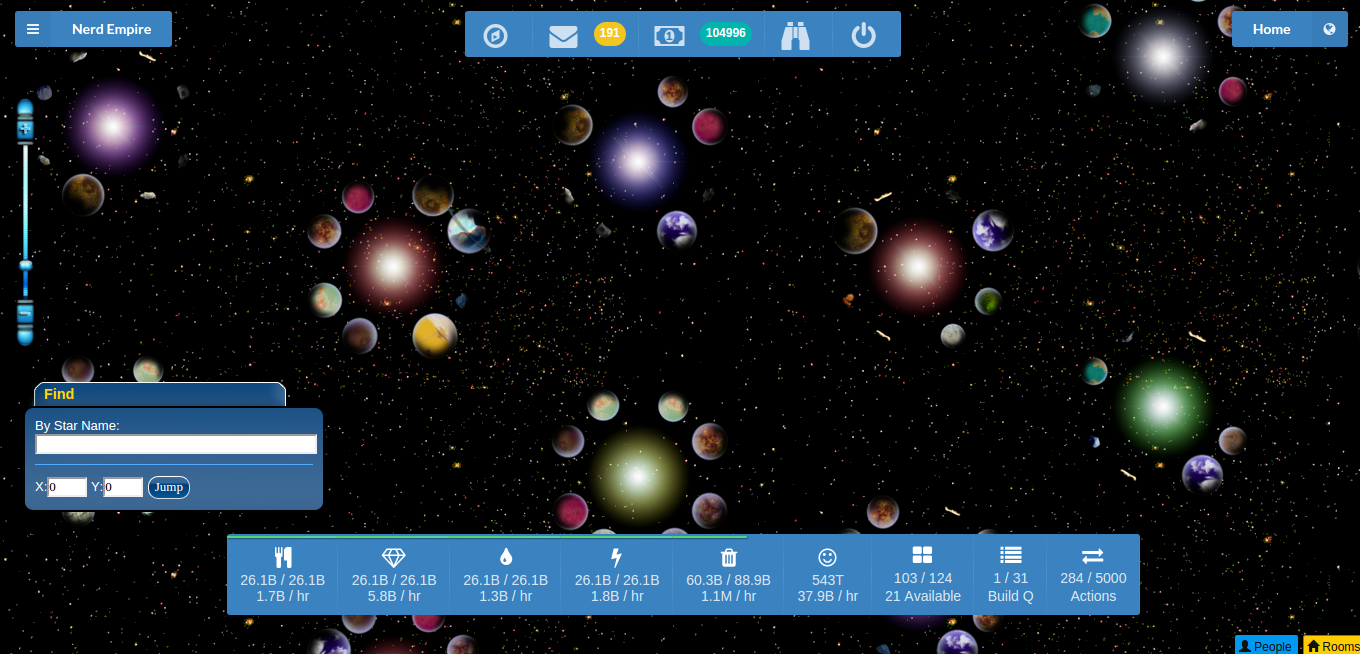 Nerd Empire
191
104996
Home
Find
By Star Name:
X: 0 Y: 0 Jump
26.1B / 26.1B
1.7B / hr
26.1B / 26.1B
5.8B / hr
26.1B / 26.1B
1.3B / hr
26.1B / 26.1B
1.8B / hr
60.3B / 88.9B
1.1M / hr
543T
37.9B / hr
103 / 124
21 Available
1 / 31
Build Q
284 / 5000
Actions
People
Rooms